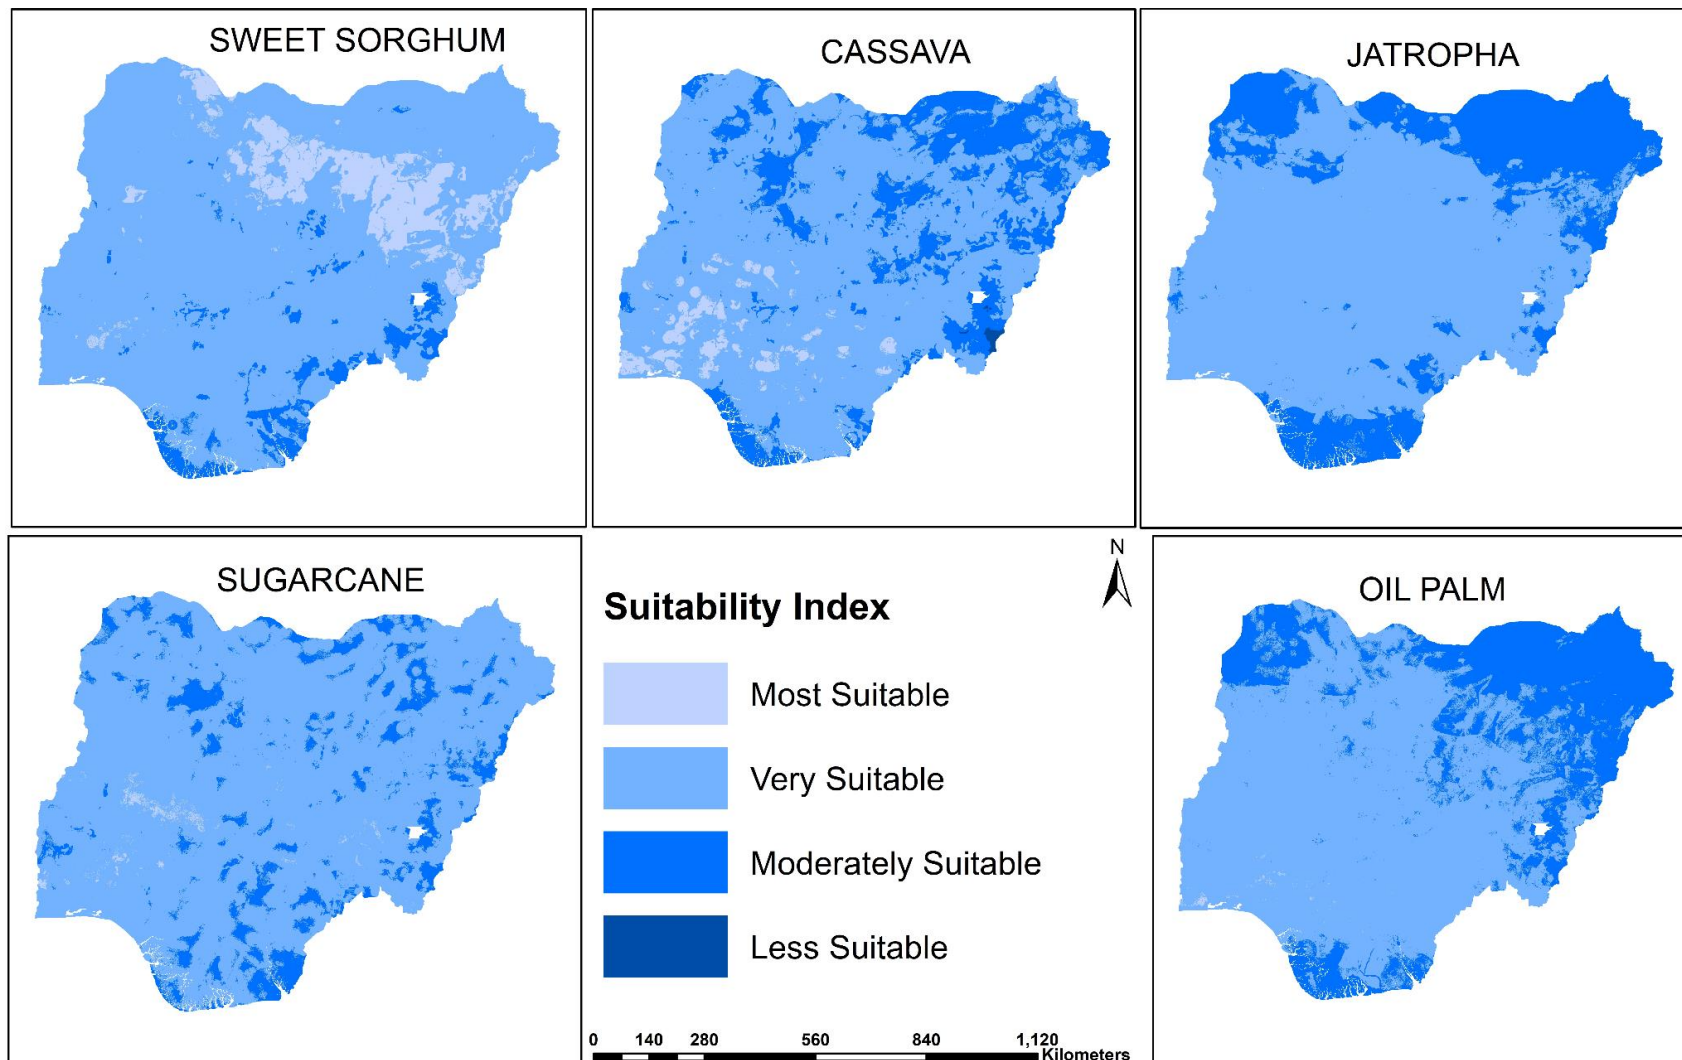 SWEET SORGHUM
CASSAVA
JATROPHA
SUGARCANE
N
Suitability Index
Most Suitable
Very Suitable
Moderately Suitable
Less Suitable
0 140 280 560 840 1,120
Kilometers
OIL PALM